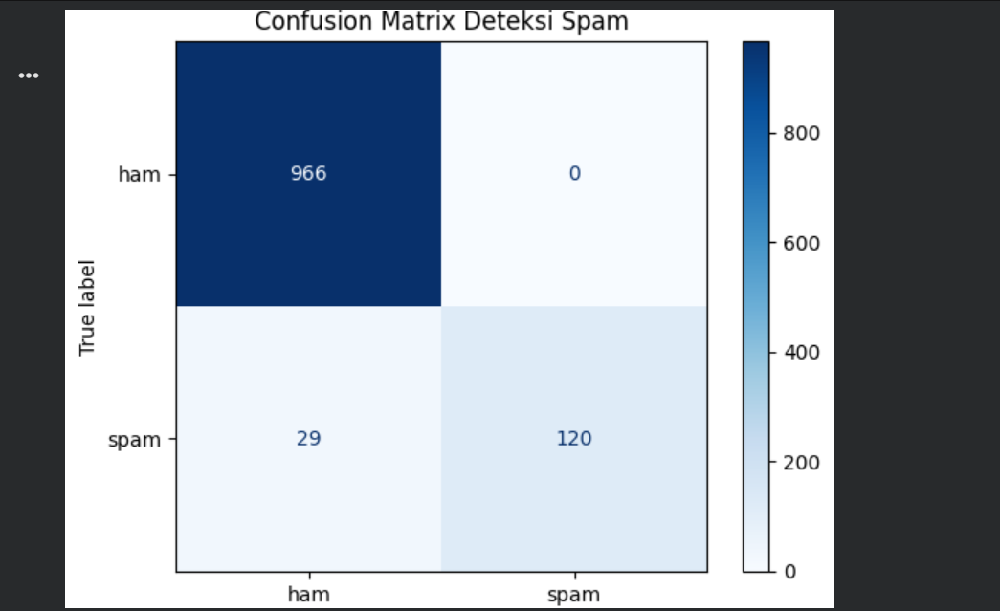 Confusion Matrix Deteksi Spam
ham
966
0
True label
spam
29
120
ham
spam
800
600
400
200
0